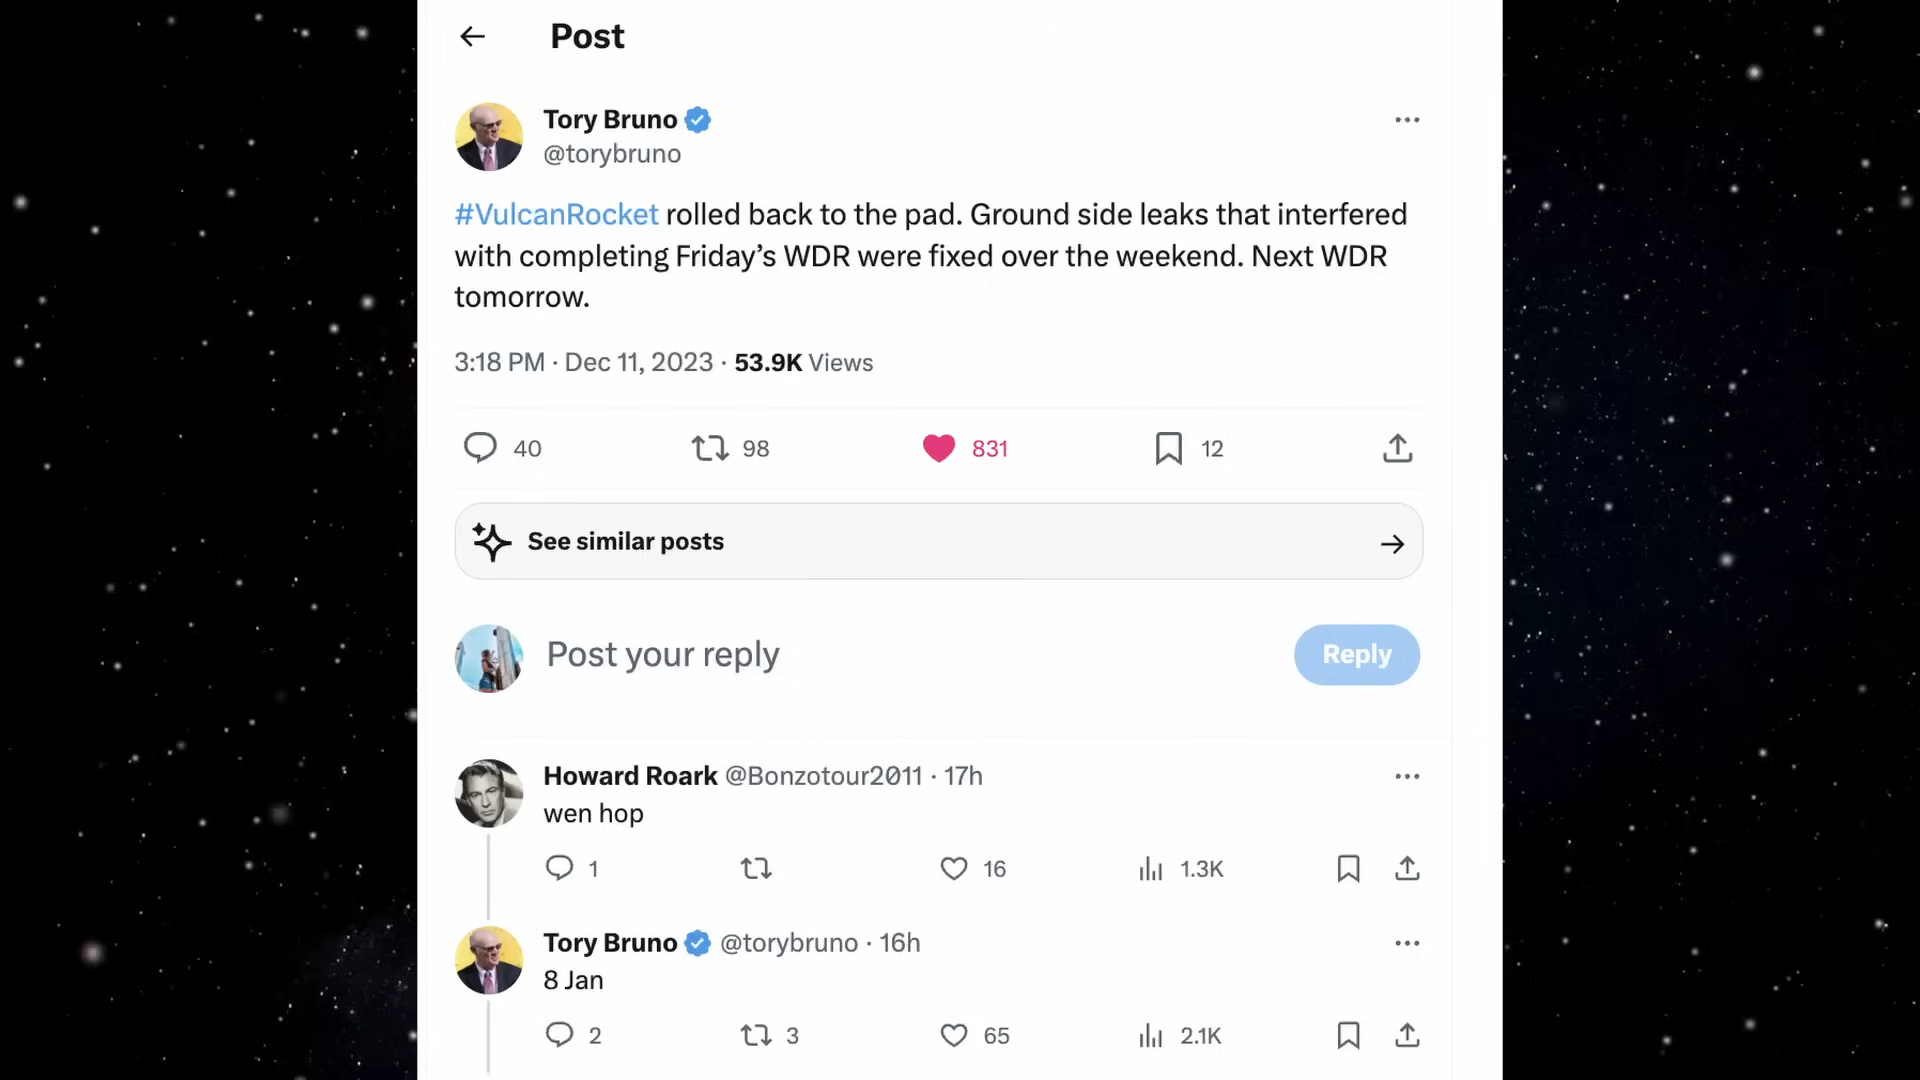 Post
Tory Bruno
@torybruno
#VulcanRocket rolled back to the pad. Ground side leaks that interfered
with completing Friday’s WDR were fixed over the weekend. Next WDR
tomorrow.
3:18 PM · Dec 11, 2023 · 53.9K Views
40 98 831 12
See similar posts
Post your reply Reply
Howard Roark @Bonzotour2011 · 17h
wen hop
1 16 1.3K
Tory Bruno @torybruno · 16h
8 Jan
2 3 65 2.1K